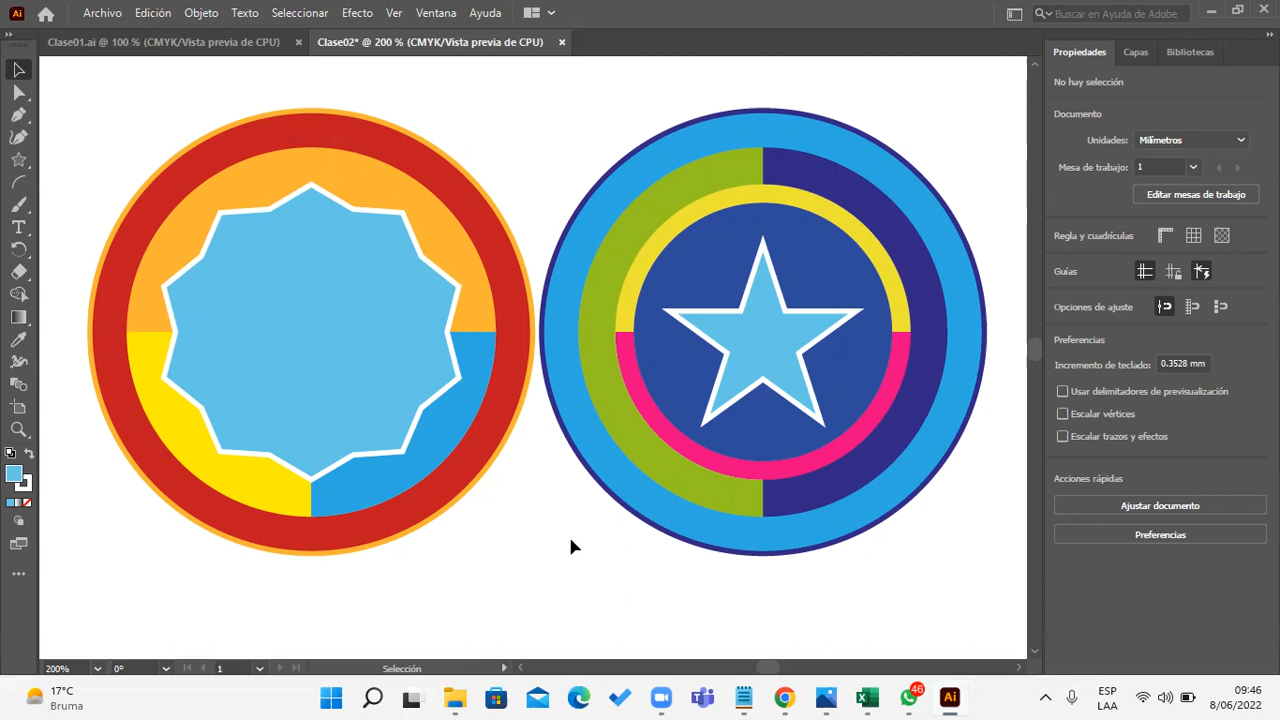 Ai Archivo Edición Objeto Texto Seleccionar Efecto Ver Ventana Ayuda Buscar en Ayuda de Adobe
Clase01.ai @ 100 % (CMYK/Vista previa de CPU) Clase02* @ 200 % (CMYK/Vista previa de CPU)
Propiedades Capas Bibliotecas
No hay selección
Documento
Unidades: Milímetros
Mesa de trabajo: 1
Editar mesas de trabajo
Regla y cuadrículas
Guías
Opciones de ajuste
Preferencias
Incremento de teclado: 0.3528 mm
Usar delimitadores de previsualización
Escalar vértices
Escalar trazos y efectos
Acciones rápidas
Ajustar documento
Preferencias
200% 0° 1 Selección
17°C
Bruma
46
Ai
ESP
LAA
09:46
8/06/2022